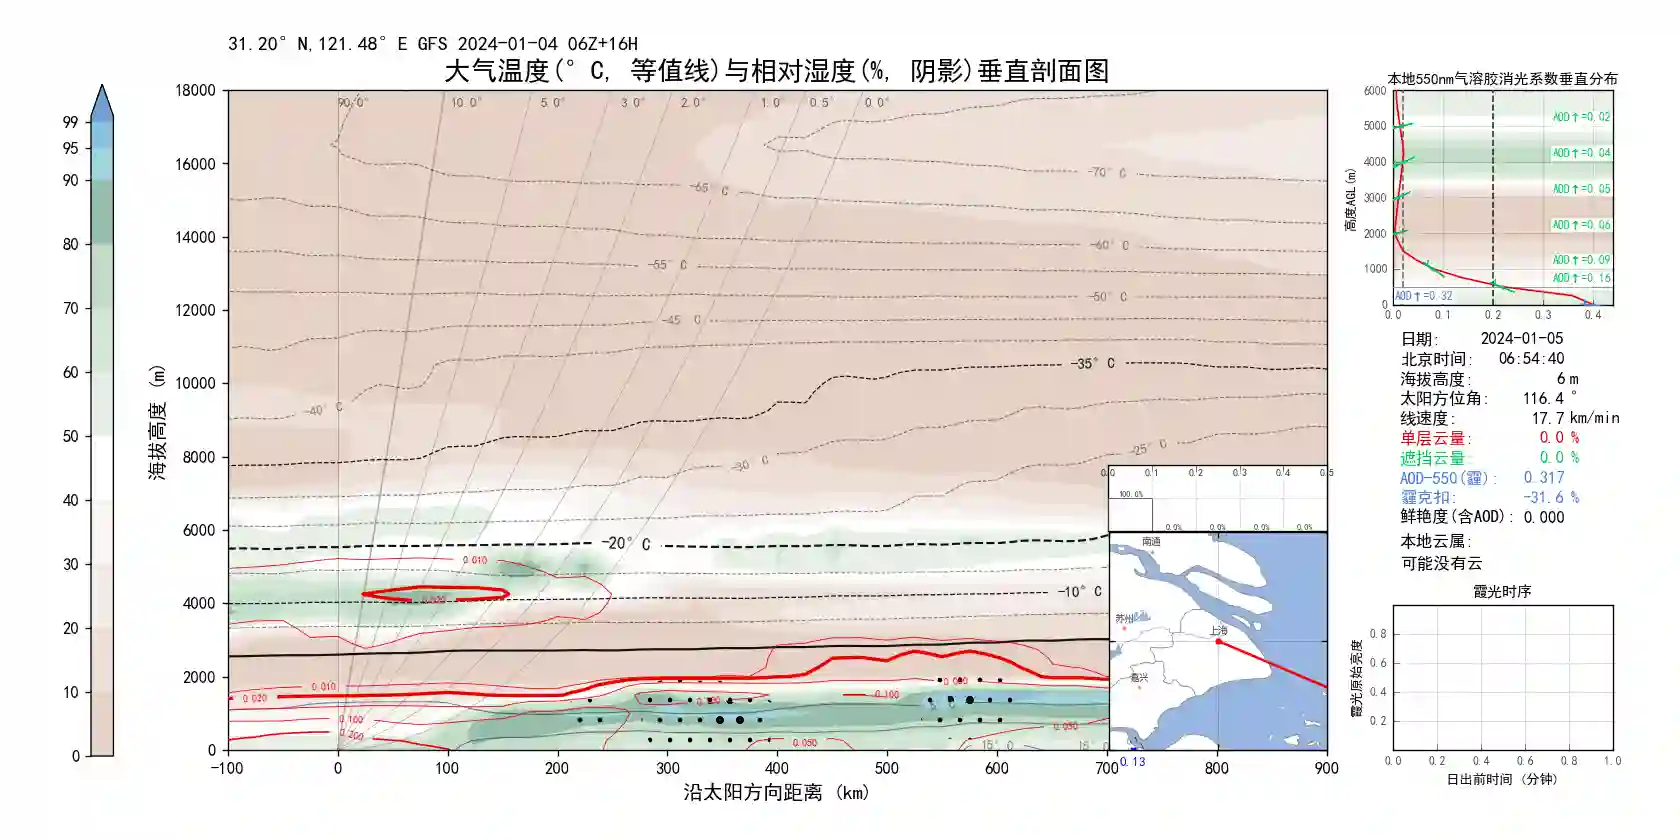 31.20° N,121.48° E GFS 2024-01-04 06Z+16H
大气温度(° C, 等值线)与相对湿度(%, 阴影)垂直剖面图
99
95
90
80
70
60
50
40
30
20
10
0
海拔高度 (m)
18000
16000
14000
12000
10000
8000
6000
4000
2000
0
90.0° 10.0° 5.0° 3.0° 2.0° 1.0° 0.5° 0.0°
-65° C
-70° C
-60° C
-55° C
-50° C
-45° C
-35° C
-40° C
-30° C
-25° C
-20° C
-10° C
0.010
0.020
0.010
0.020
0.100
0.200
0.100
0.050
0.050
15° C
15° C
-100 0 100 200 300 400 500 600 700 800 900
沿太阳方向距离 (km)
0.0 0.1 0.2 0.3 0.4 0.5
100.0%
0.0% 0.0% 0.0% 0.0%
南通
苏州
上海
嘉兴
0.13
本地550nm气溶胶消光系数垂直分布
高度AGL(m)
6000
5000
4000
3000
2000
1000
0
AOD↑=0.02
AOD↑=0.04
AOD↑=0.05
AOD↑=0.06
AOD↑=0.09
AOD↑=0.16
AOD↑=0.32
0.0 0.1 0.2 0.3 0.4
日期: 2024-01-05
北京时间: 06:54:40
海拔高度: 6 m
太阳方位角: 116.4 °
线速度: 17.7 km/min
单层云量: 0.0 %
遮挡云量: 0.0 %
AOD-550(霾): 0.317
霾克扣: -31.6 %
鲜艳度(含AOD): 0.000
本地云属:
可能没有云
霞光时序
霞光原始亮度
0.8
0.6
0.4
0.2
0.0 0.2 0.4 0.6 0.8 1.0
日出前时间 (分钟)